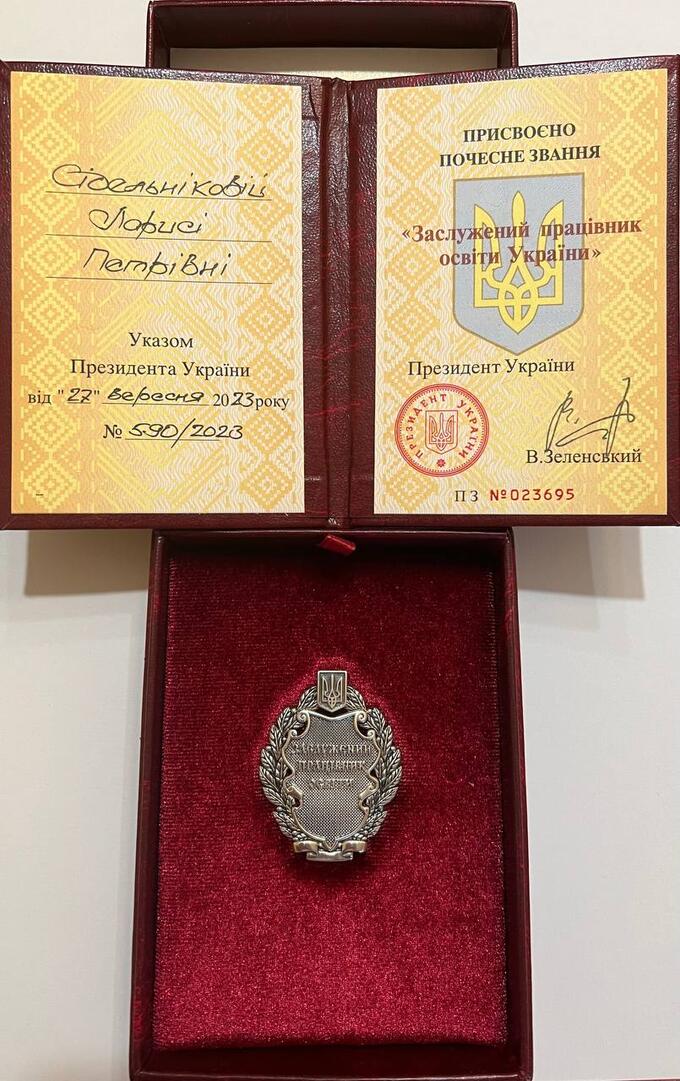 Сідельніковій
Ларисі
Петрівні
Указом
Президента України
від "27" вересня 2023 року
№ 590/2023
ПРИСВОЄНО
ПОЧЕСНЕ ЗВАННЯ
«Заслужений працівник
освіти України»
Президент України
ПРЕЗИДЕНТ УКРАЇНИ
В.Зеленський
ПЗ №023695
ЗАСЛУЖЕНИЙ
ПРАЦІВНИК
ОСВІТИ